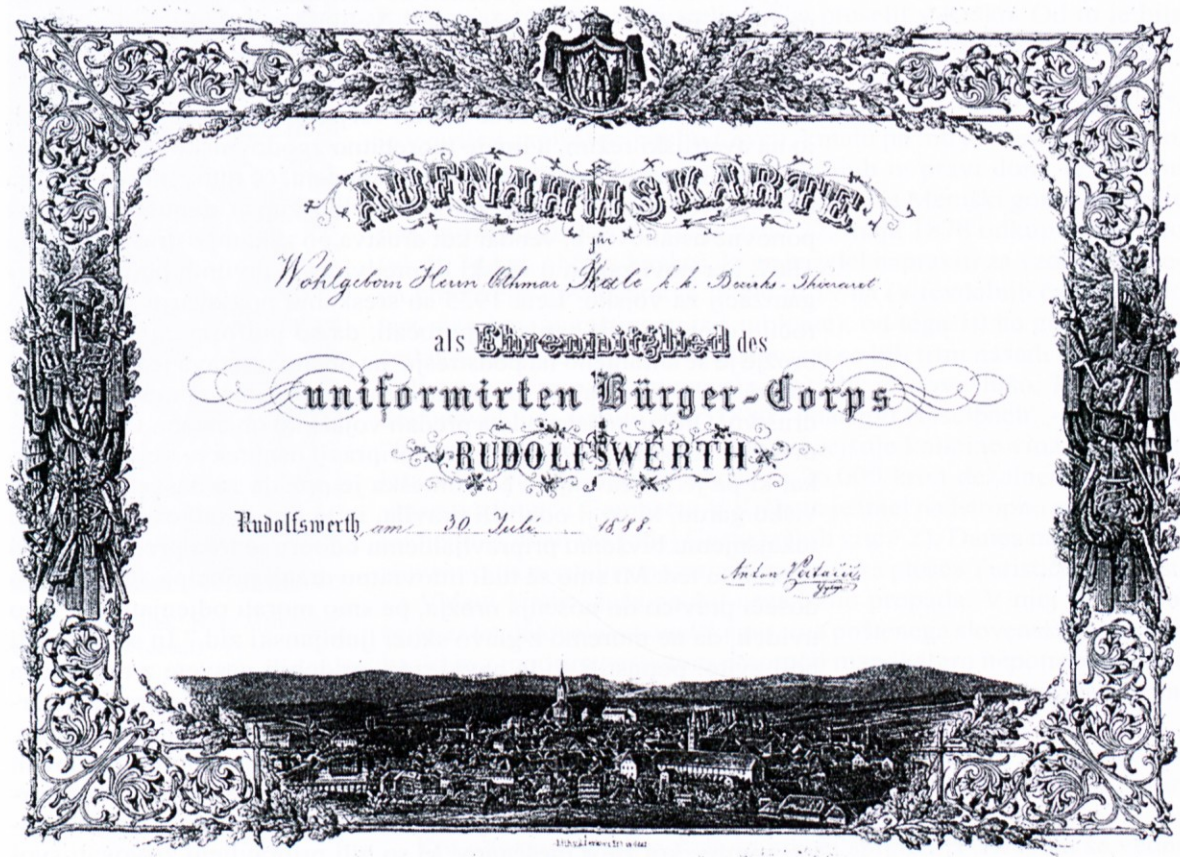 AUFNAHMSKARTE
für
Wohlgeborn Herrn Othmar Skalé k. k. Bezirks-Thierarzt
als Ehrenmitglied des
uniformirten Bürger-Corps
RUDOLFSWERTH
Rudolfswerth am 30 Juli 1888.
Anton